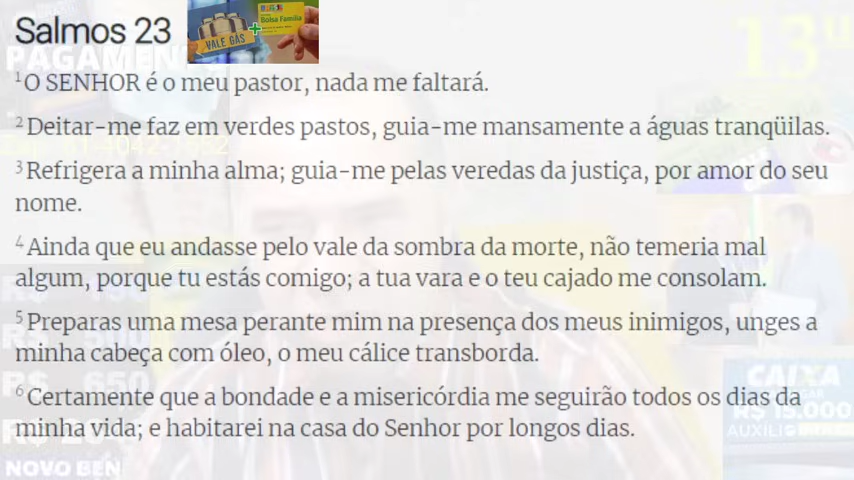 Salmos 23
VALE GÁS
Bolsa Família
PAGAMEN
13º
¹O SENHOR é o meu pastor, nada me faltará.
²Deitar-me faz em verdes pastos, guia-me mansamente a águas tranqüilas.
³Refrigera a minha alma; guia-me pelas veredas da justiça, por amor do seu
nome.
⁴Ainda que eu andasse pelo vale da sombra da morte, não temeria mal
algum, porque tu estás comigo; a tua vara e o teu cajado me consolam.
⁵Preparas uma mesa perante mim na presença dos meus inimigos, unges a
minha cabeça com óleo, o meu cálice transborda.
⁶Certamente que a bondade e a misericórdia me seguirão todos os dias da
minha vida; e habitarei na casa do Senhor por longos dias.
R$ 650
CAIXA
R$ 15.000
AUXÍLIO
NOVO BEN